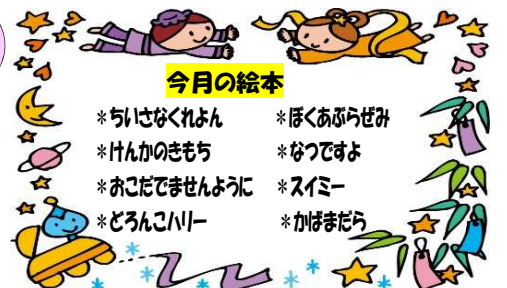 今月の絵本
*ちいさなくれよん *ぼくあぶらぜみ
*けんかのきもち *なつですよ
*おこだでませんように *スイミー
*どろんこハリー *かばまだら